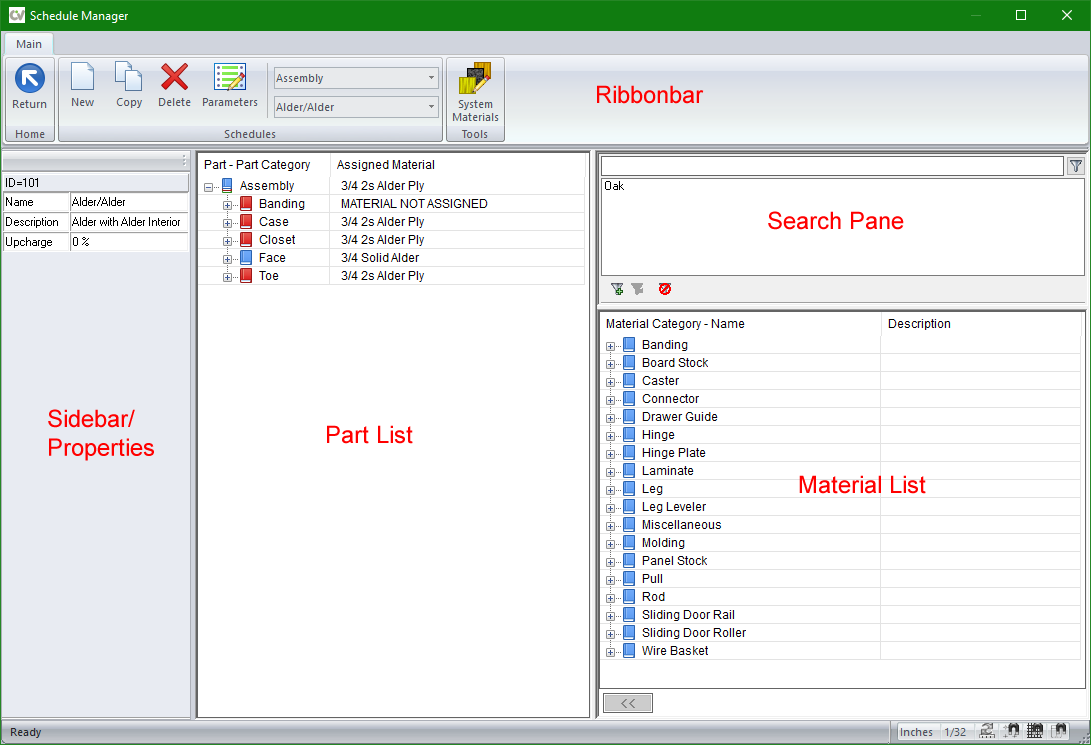 CV Schedule Manager
Main
Return
New
Copy
Delete
Parameters
Assembly
Alder/Alder
System
Materials
Home
Schedules
Tools
Ribbonbar
ID=101
Name Alder/Alder
Description Alder with Alder Interior
Upcharge 0 %
Sidebar/
Properties
Part - Part Category Assigned Material
Assembly 3/4 2s Alder Ply
Banding MATERIAL NOT ASSIGNED
Case 3/4 2s Alder Ply
Closet 3/4 2s Alder Ply
Face 3/4 Solid Alder
Toe 3/4 2s Alder Ply
Part List
Oak
Search Pane
Material Category - Name Description
Banding
Board Stock
Caster
Connector
Drawer Guide
Hinge
Hinge Plate
Laminate
Leg
Leg Leveler
Miscellaneous
Molding
Panel Stock
Pull
Rod
Sliding Door Rail
Sliding Door Roller
Wire Basket
Material List
<<
Ready
Inches 1/32